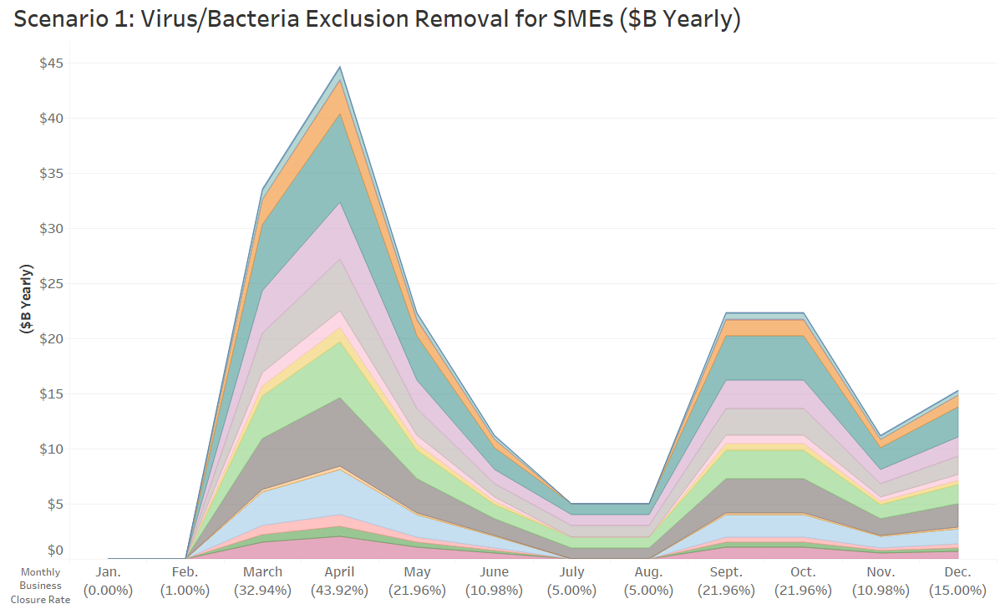 Scenario 1: Virus/Bacteria Exclusion Removal for SMEs ($B Yearly)
$45
$40
$35
$30
$25
$20
$15
$10
$5
$0
($B Yearly)
Monthly
Business
Closure Rate
Jan. Feb. March April May June July Aug. Sept. Oct. Nov. Dec.
(0.00%) (1.00%) (32.94%) (43.92%) (21.96%) (10.98%) (5.00%) (5.00%) (21.96%) (21.96%) (10.98%) (15.00%)